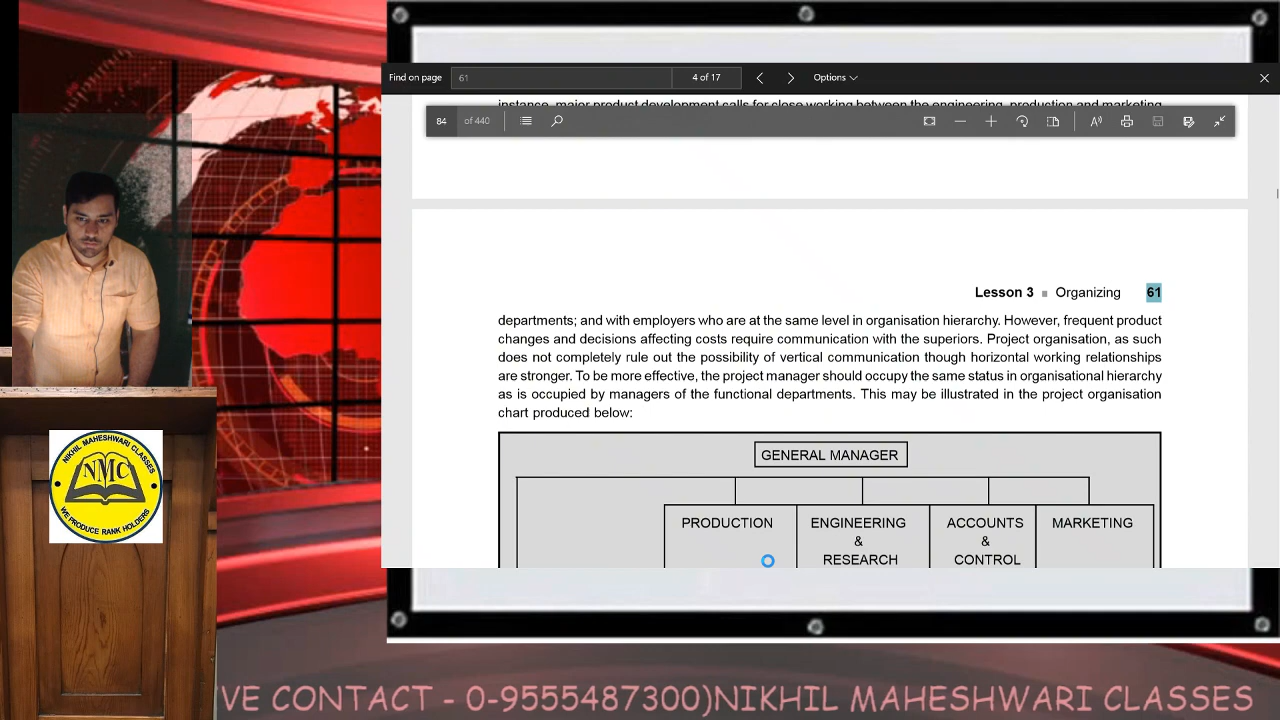 Find on page
61
4 of 17
Options
instance, major product development calls for close working between the engineering, production and marketing
84
of 440
Lesson 3 Organizing 61
departments; and with employers who are at the same level in organisation hierarchy. However, frequent product
changes and decisions affecting costs require communication with the superiors. Project organisation, as such
does not completely rule out the possibility of vertical communication though horizontal working relationships
are stronger. To be more effective, the project manager should occupy the same status in organisational hierarchy
as is occupied by managers of the functional departments. This may be illustrated in the project organisation
chart produced below:
GENERAL MANAGER
PRODUCTION
ENGINEERING
&
RESEARCH
ACCOUNTS
&
CONTROL
MARKETING
NIKHIL MAHESHWARI CLASSES
NMC
WE PRODUCE RANK HOLDERS
VE CONTACT - 0-9555487300)NIKHIL MAHESHWARI CLASSES